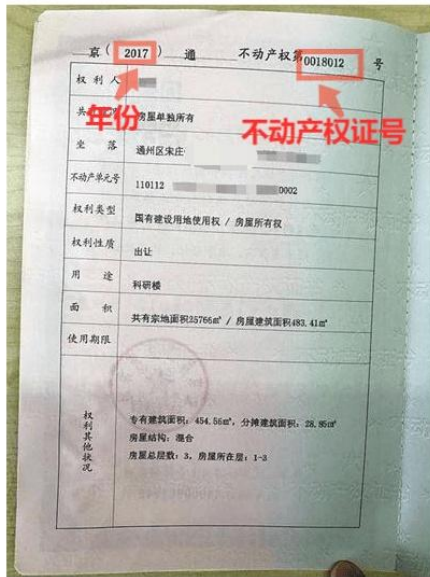 京( 2017 ) 通 不动产权第0018012 号
权利人
年份
不动产权证号
共 房屋单独所有
坐落 通州区宋庄
不动产单元号 110112 0002
权利类型 国有建设用地使用权 / 房屋所有权
权利性质 出让
用途 科研楼
面积 共有宗地面积35766㎡ / 房屋建筑面积483.41㎡
使用期限
权利其他状况
专有建筑面积：454.56㎡，分摊建筑面积：28.85㎡
房屋结构：混合
房屋总层数：3，房屋所在层：1-3